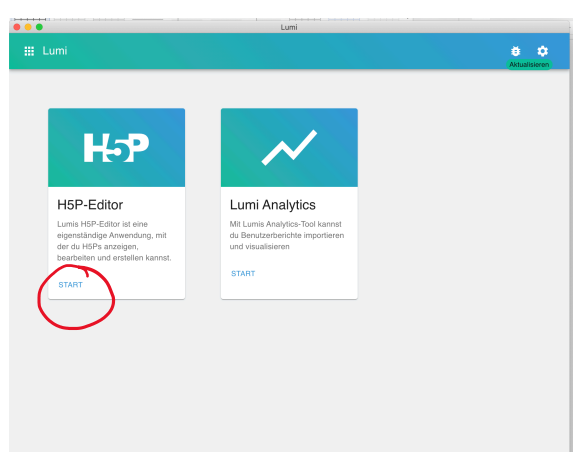 Lumi
Lumi
Aktualisieren
H5P
H5P-Editor
Lumis H5P-Editor ist eine
eigenständige Anwendung, mit
der du H5Ps anzeigen,
bearbeiten und erstellen kannst.
START
Lumi Analytics
Mit Lumis Analytics-Tool kannst
du Benutzerberichte importieren
und visualisieren
START